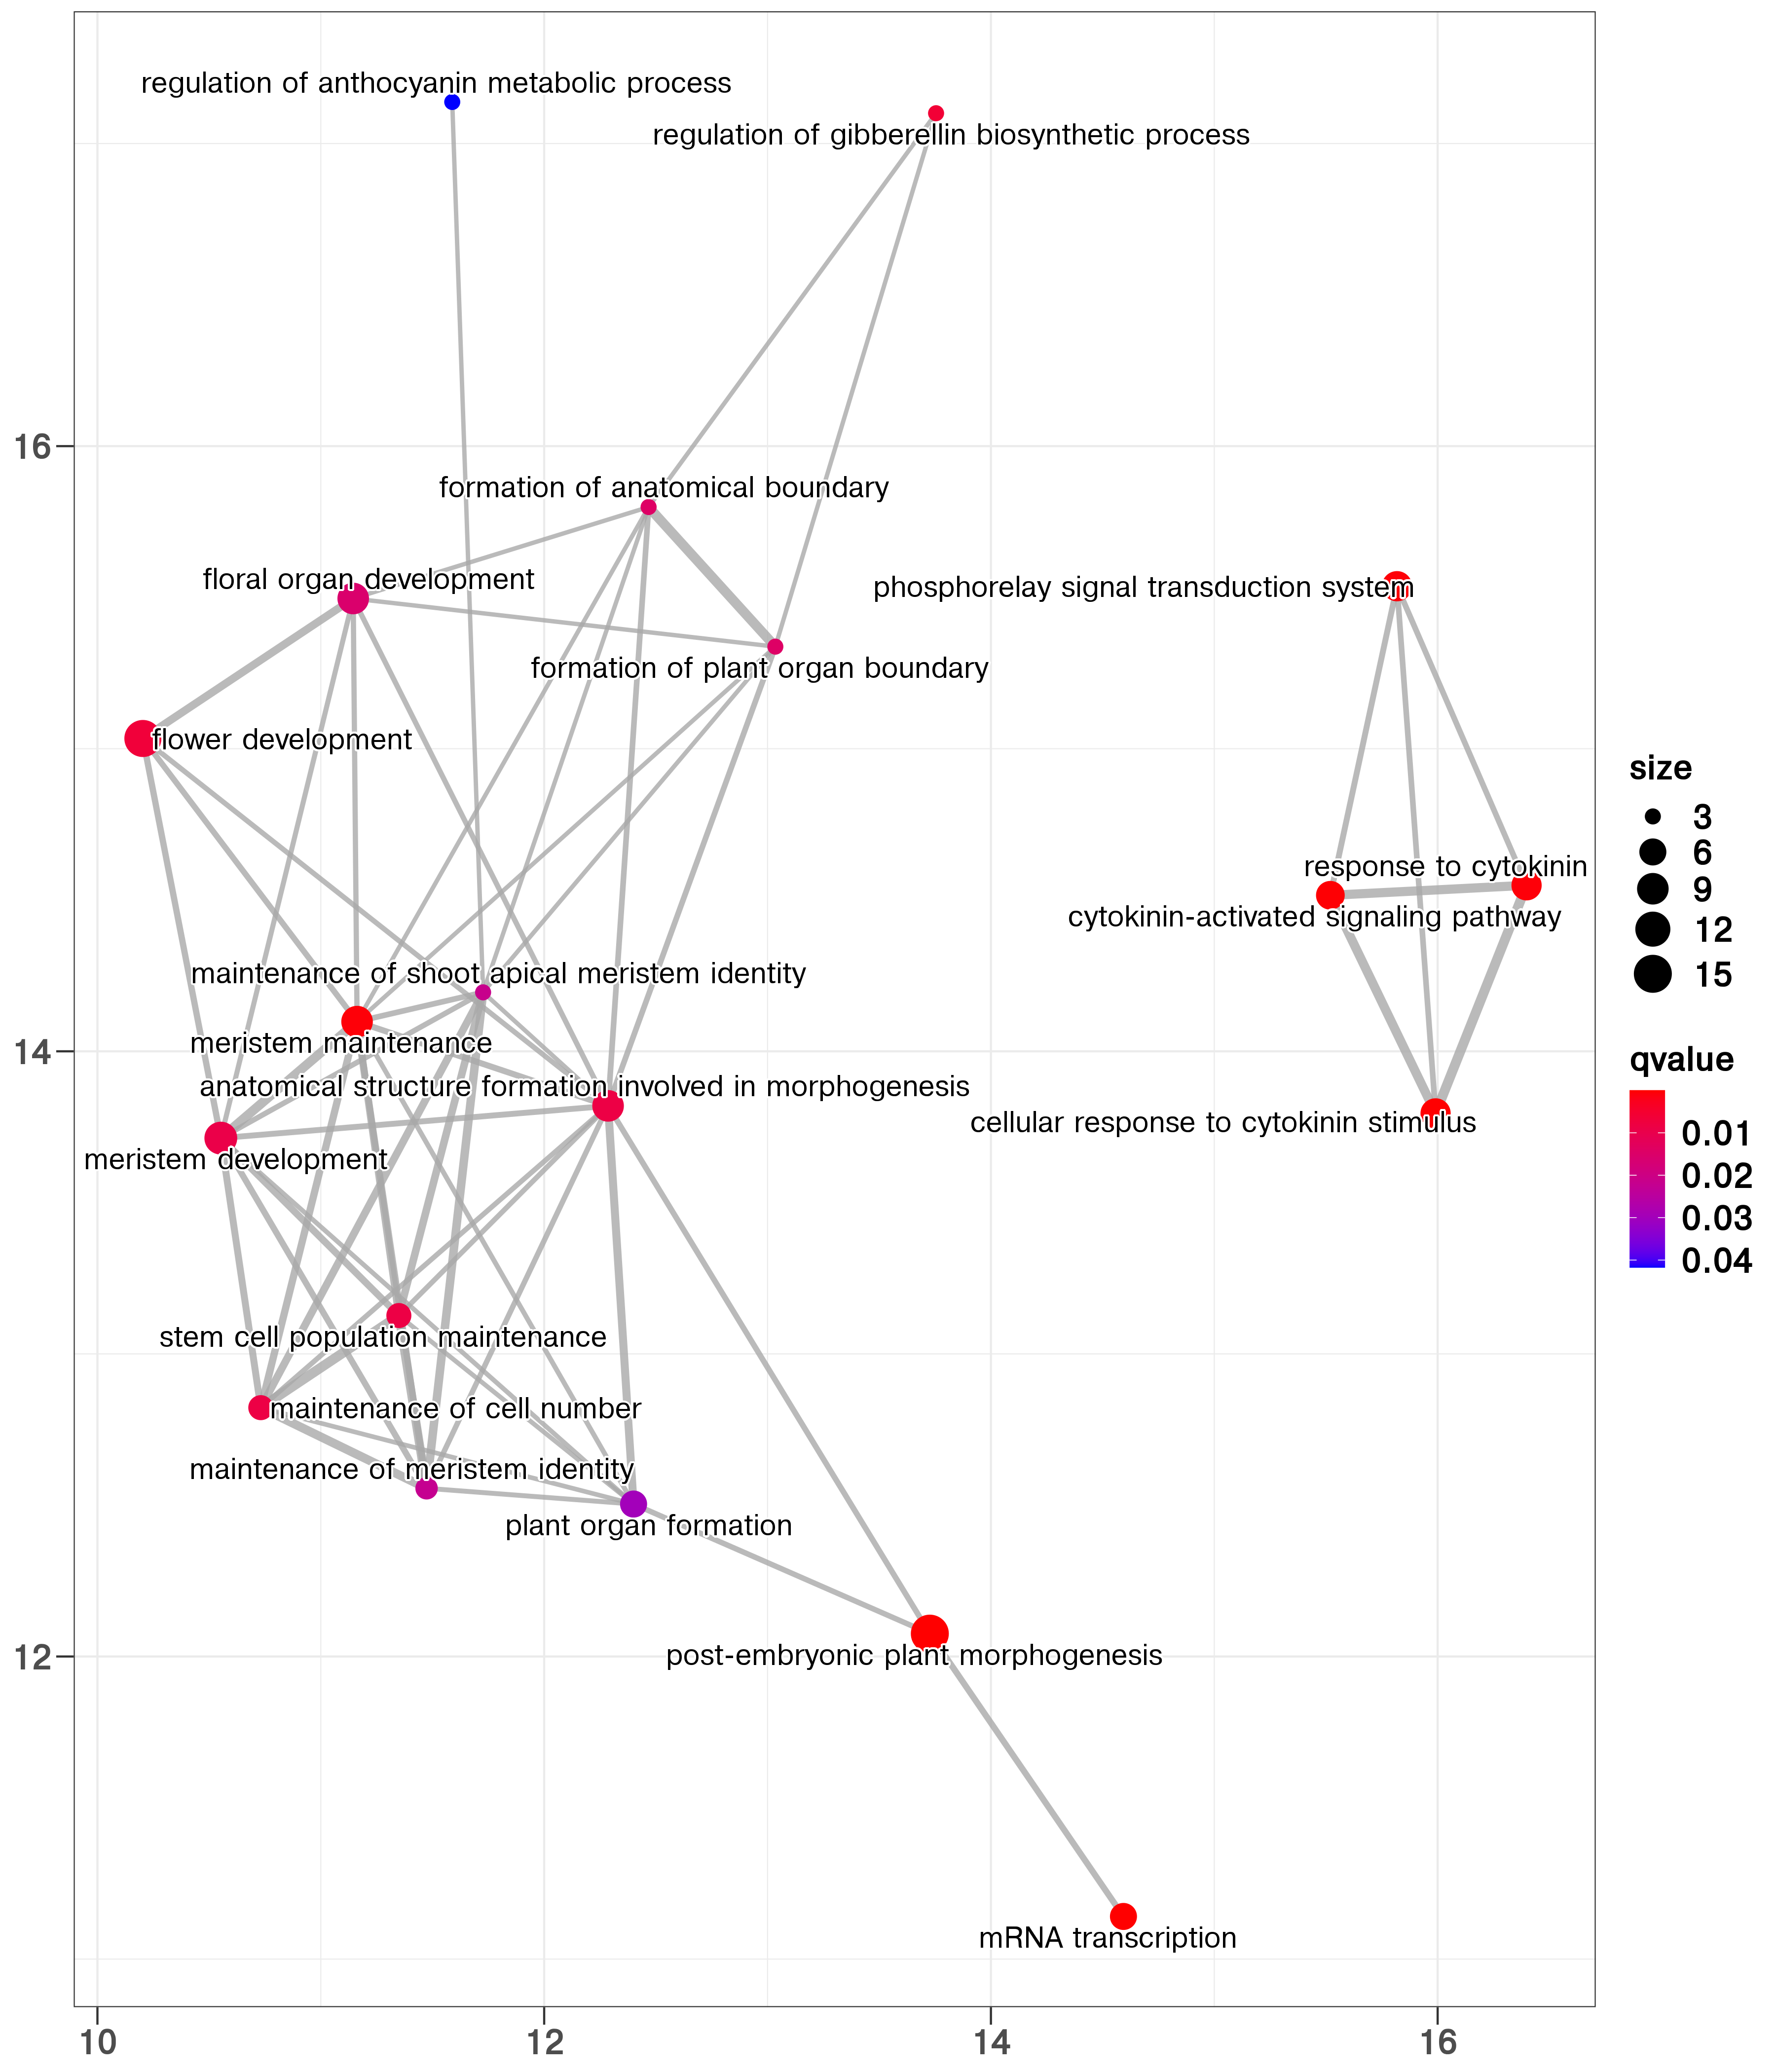 regulation of anthocyanin metabolic process
regulation of gibberellin biosynthetic process
16
formation of anatomical boundary
floral organ development
phosphorelay signal transduction system
formation of plant organ boundary
flower development
size
3
6
9
12
15
response to cytokinin
cytokinin-activated signaling pathway
maintenance of shoot apical meristem identity
14
meristem maintenance
anatomical structure formation involved in morphogenesis
cellular response to cytokinin stimulus
meristem development
qvalue
0.01
0.02
0.03
0.04
stem cell population maintenance
maintenance of cell number
maintenance of meristem identity
plant organ formation
12
post-embryonic plant morphogenesis
mRNA transcription
10
12
14
16